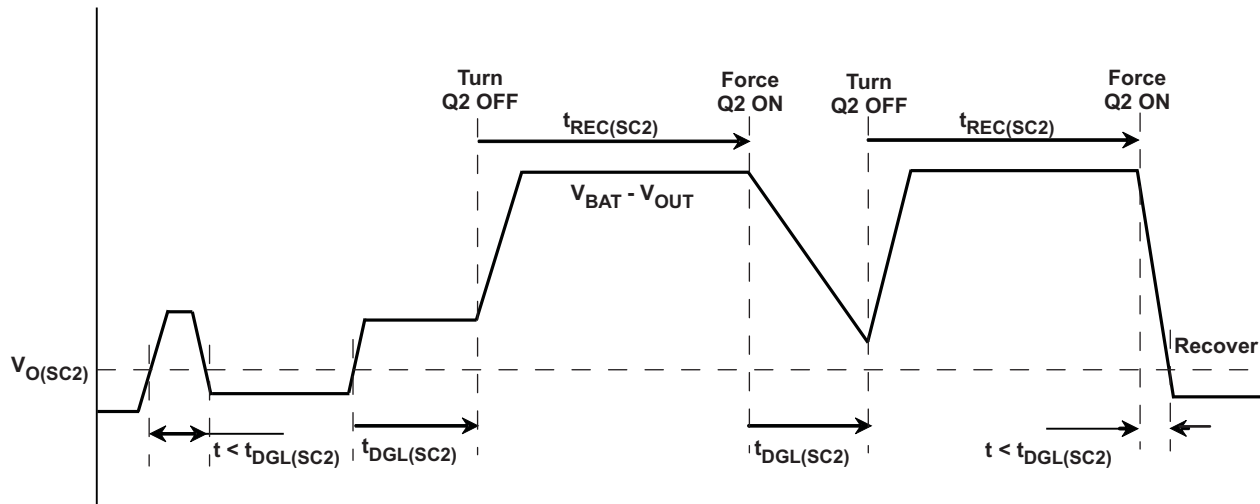 Turn
Q2 OFF
Force
Q2 ON
Turn
Q2 OFF
Force
Q2 ON
tREC(SC2)
tREC(SC2)
VBAT - VOUT
VO(SC2)
Recover
t < tDGL(SC2)
tDGL(SC2)
tDGL(SC2)
t < tDGL(SC2)